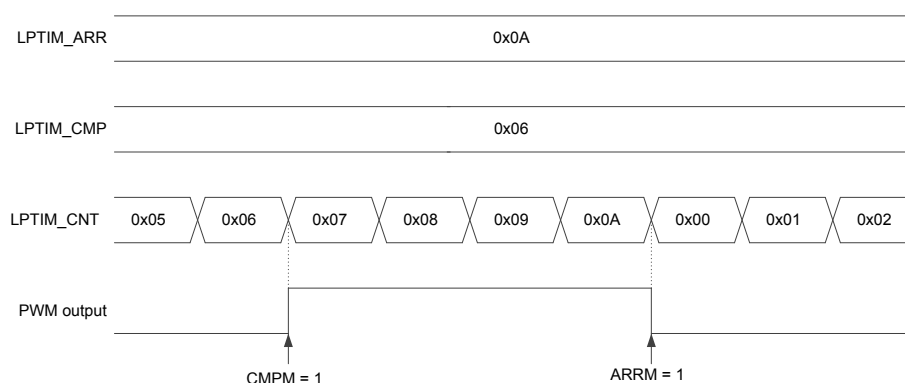 LPTIM_ARR 0x0A
LPTIM_CMP 0x06
LPTIM_CNT 0x05 0x06 0x07 0x08 0x09 0x0A 0x00 0x01 0x02
PWM output
CMPM = 1 ARRM = 1